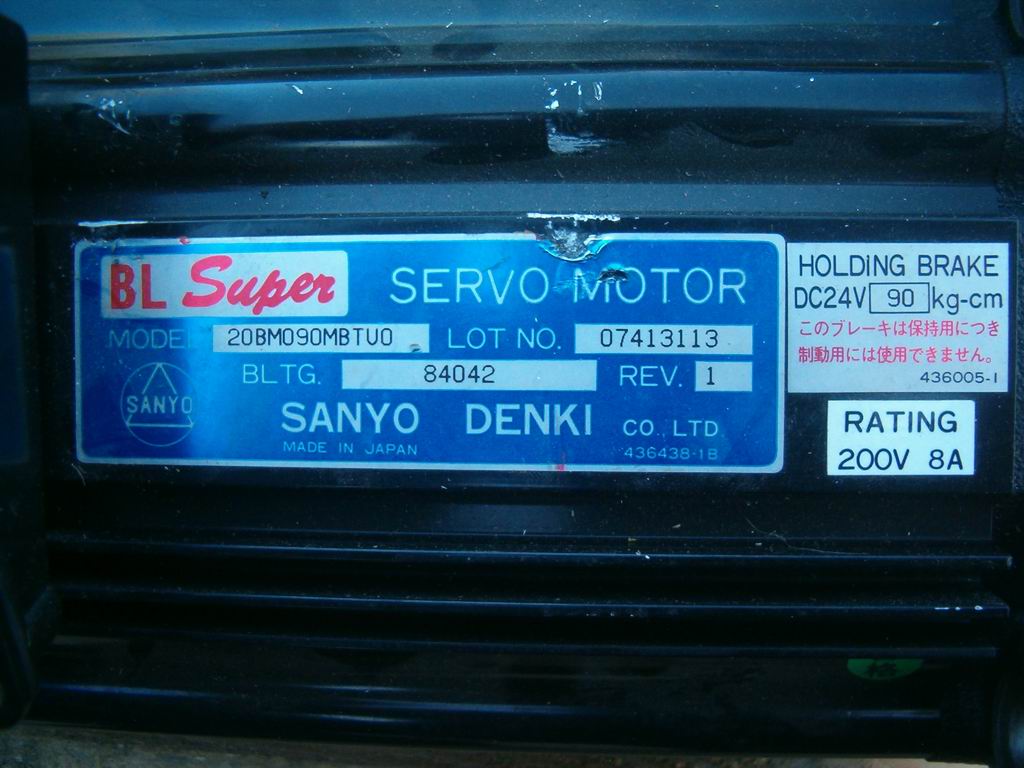 BL Super SERVO MOTOR
MODEL 20BM090MBTU0 LOT NO. 07413113
BLTG. 84042 REV. 1
SANYO
SANYO DENKI CO., LTD.
MADE IN JAPAN 436438-1B
HOLDING BRAKE
DC24V 90 kg-cm
このブレーキは保持用につき
制動用には使用できません。
436005-1
RATING
200V 8A